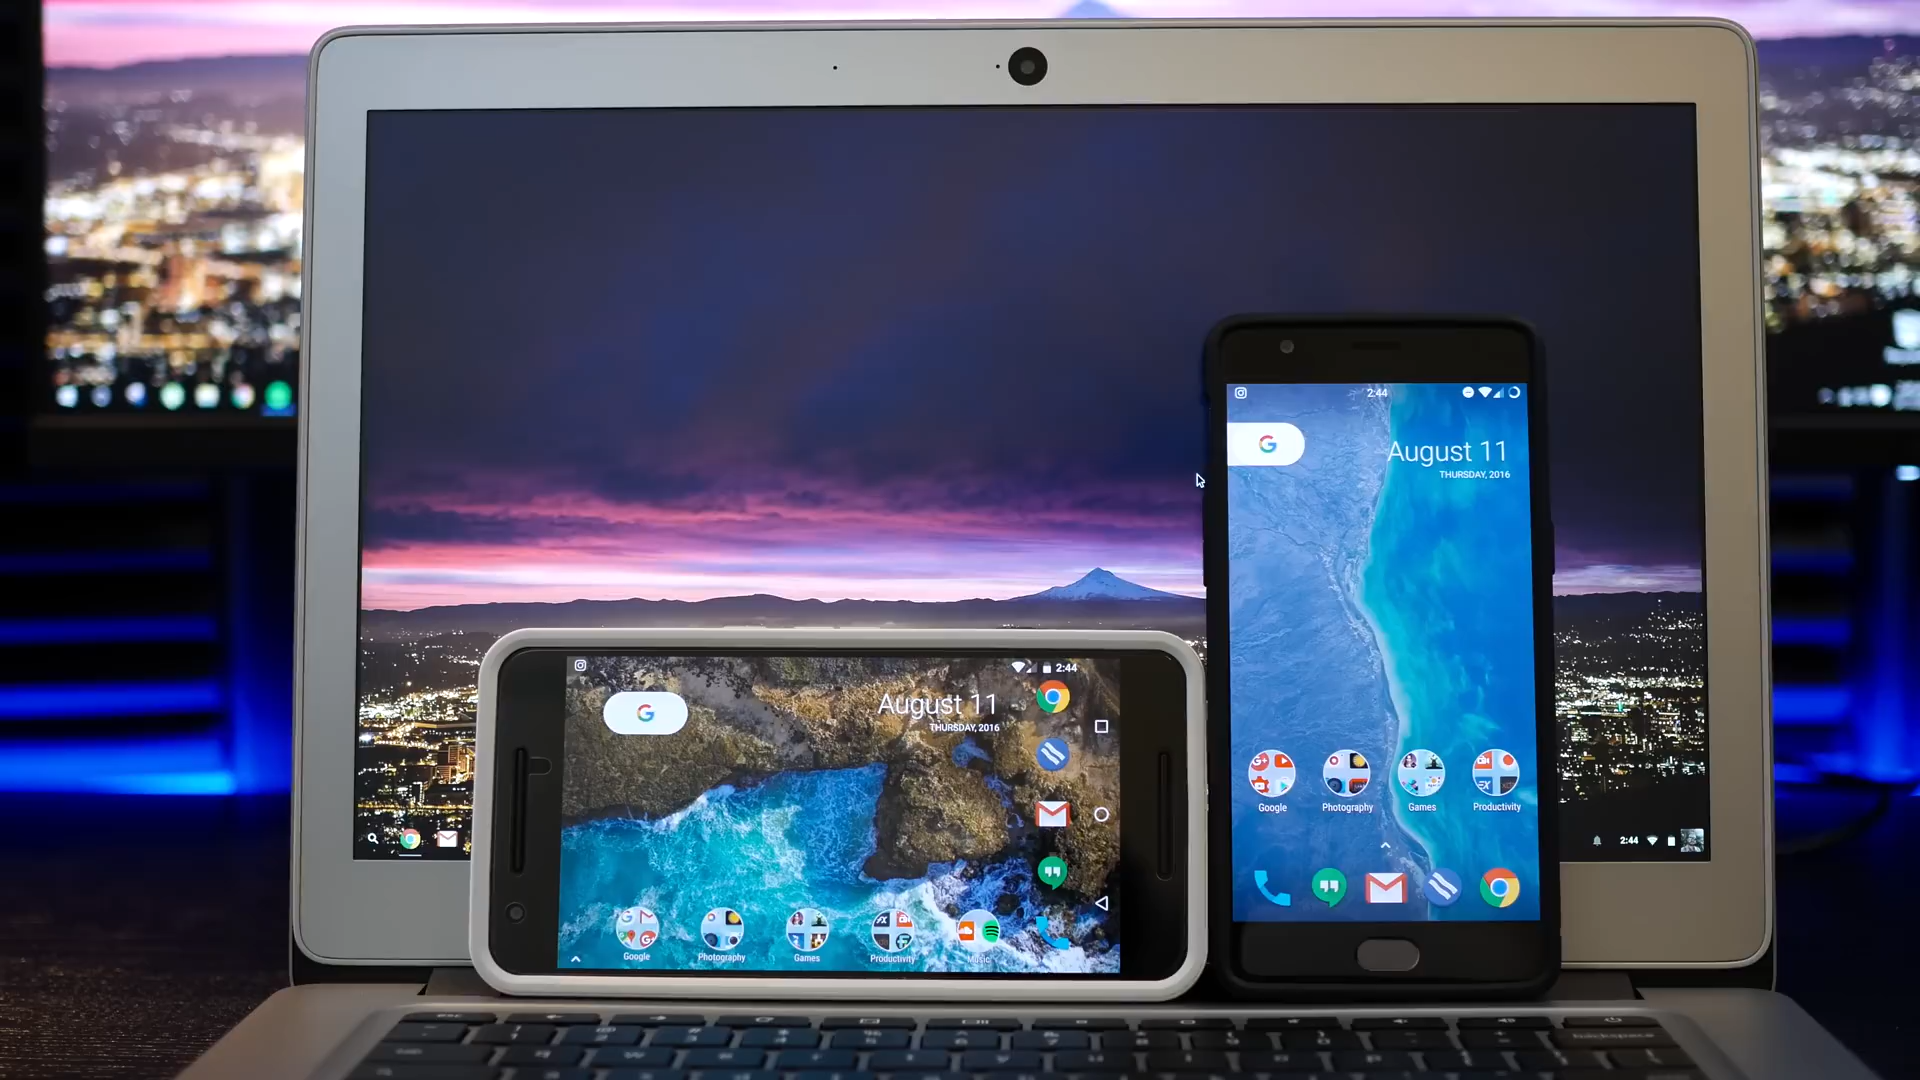 2:44
August 11
THURSDAY, 2016
Google
Photography
Games
Productivity
2:44
August 11
THURSDAY, 2016
Google
Photography
Games
Productivity
Music
2:44
backspace